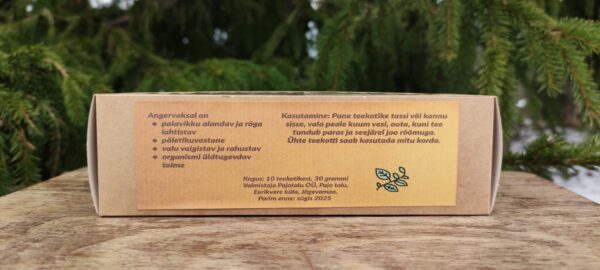 Angervaksal on
● palavikku alandav ja röga
lahtistav
● põletikuvastane
● valu vaigistav ja rahustav
● organismi üldtugevdav
toime
Kasutamine: Pane teekotike tassi või kannu
sisse, vala peale kuum vesi, oota, kuni tee
tundub paras ja seejärel joo rõõmuga.
Ühte teekotti saab kasutada mitu korda.
Kogus: 10 teekotikest, 30 grammi
Valmistaja Pajotalu OÜ, Pajo talu,
Eerikvere küla, Jõgevamaa.
Parim enne: sügis 2025